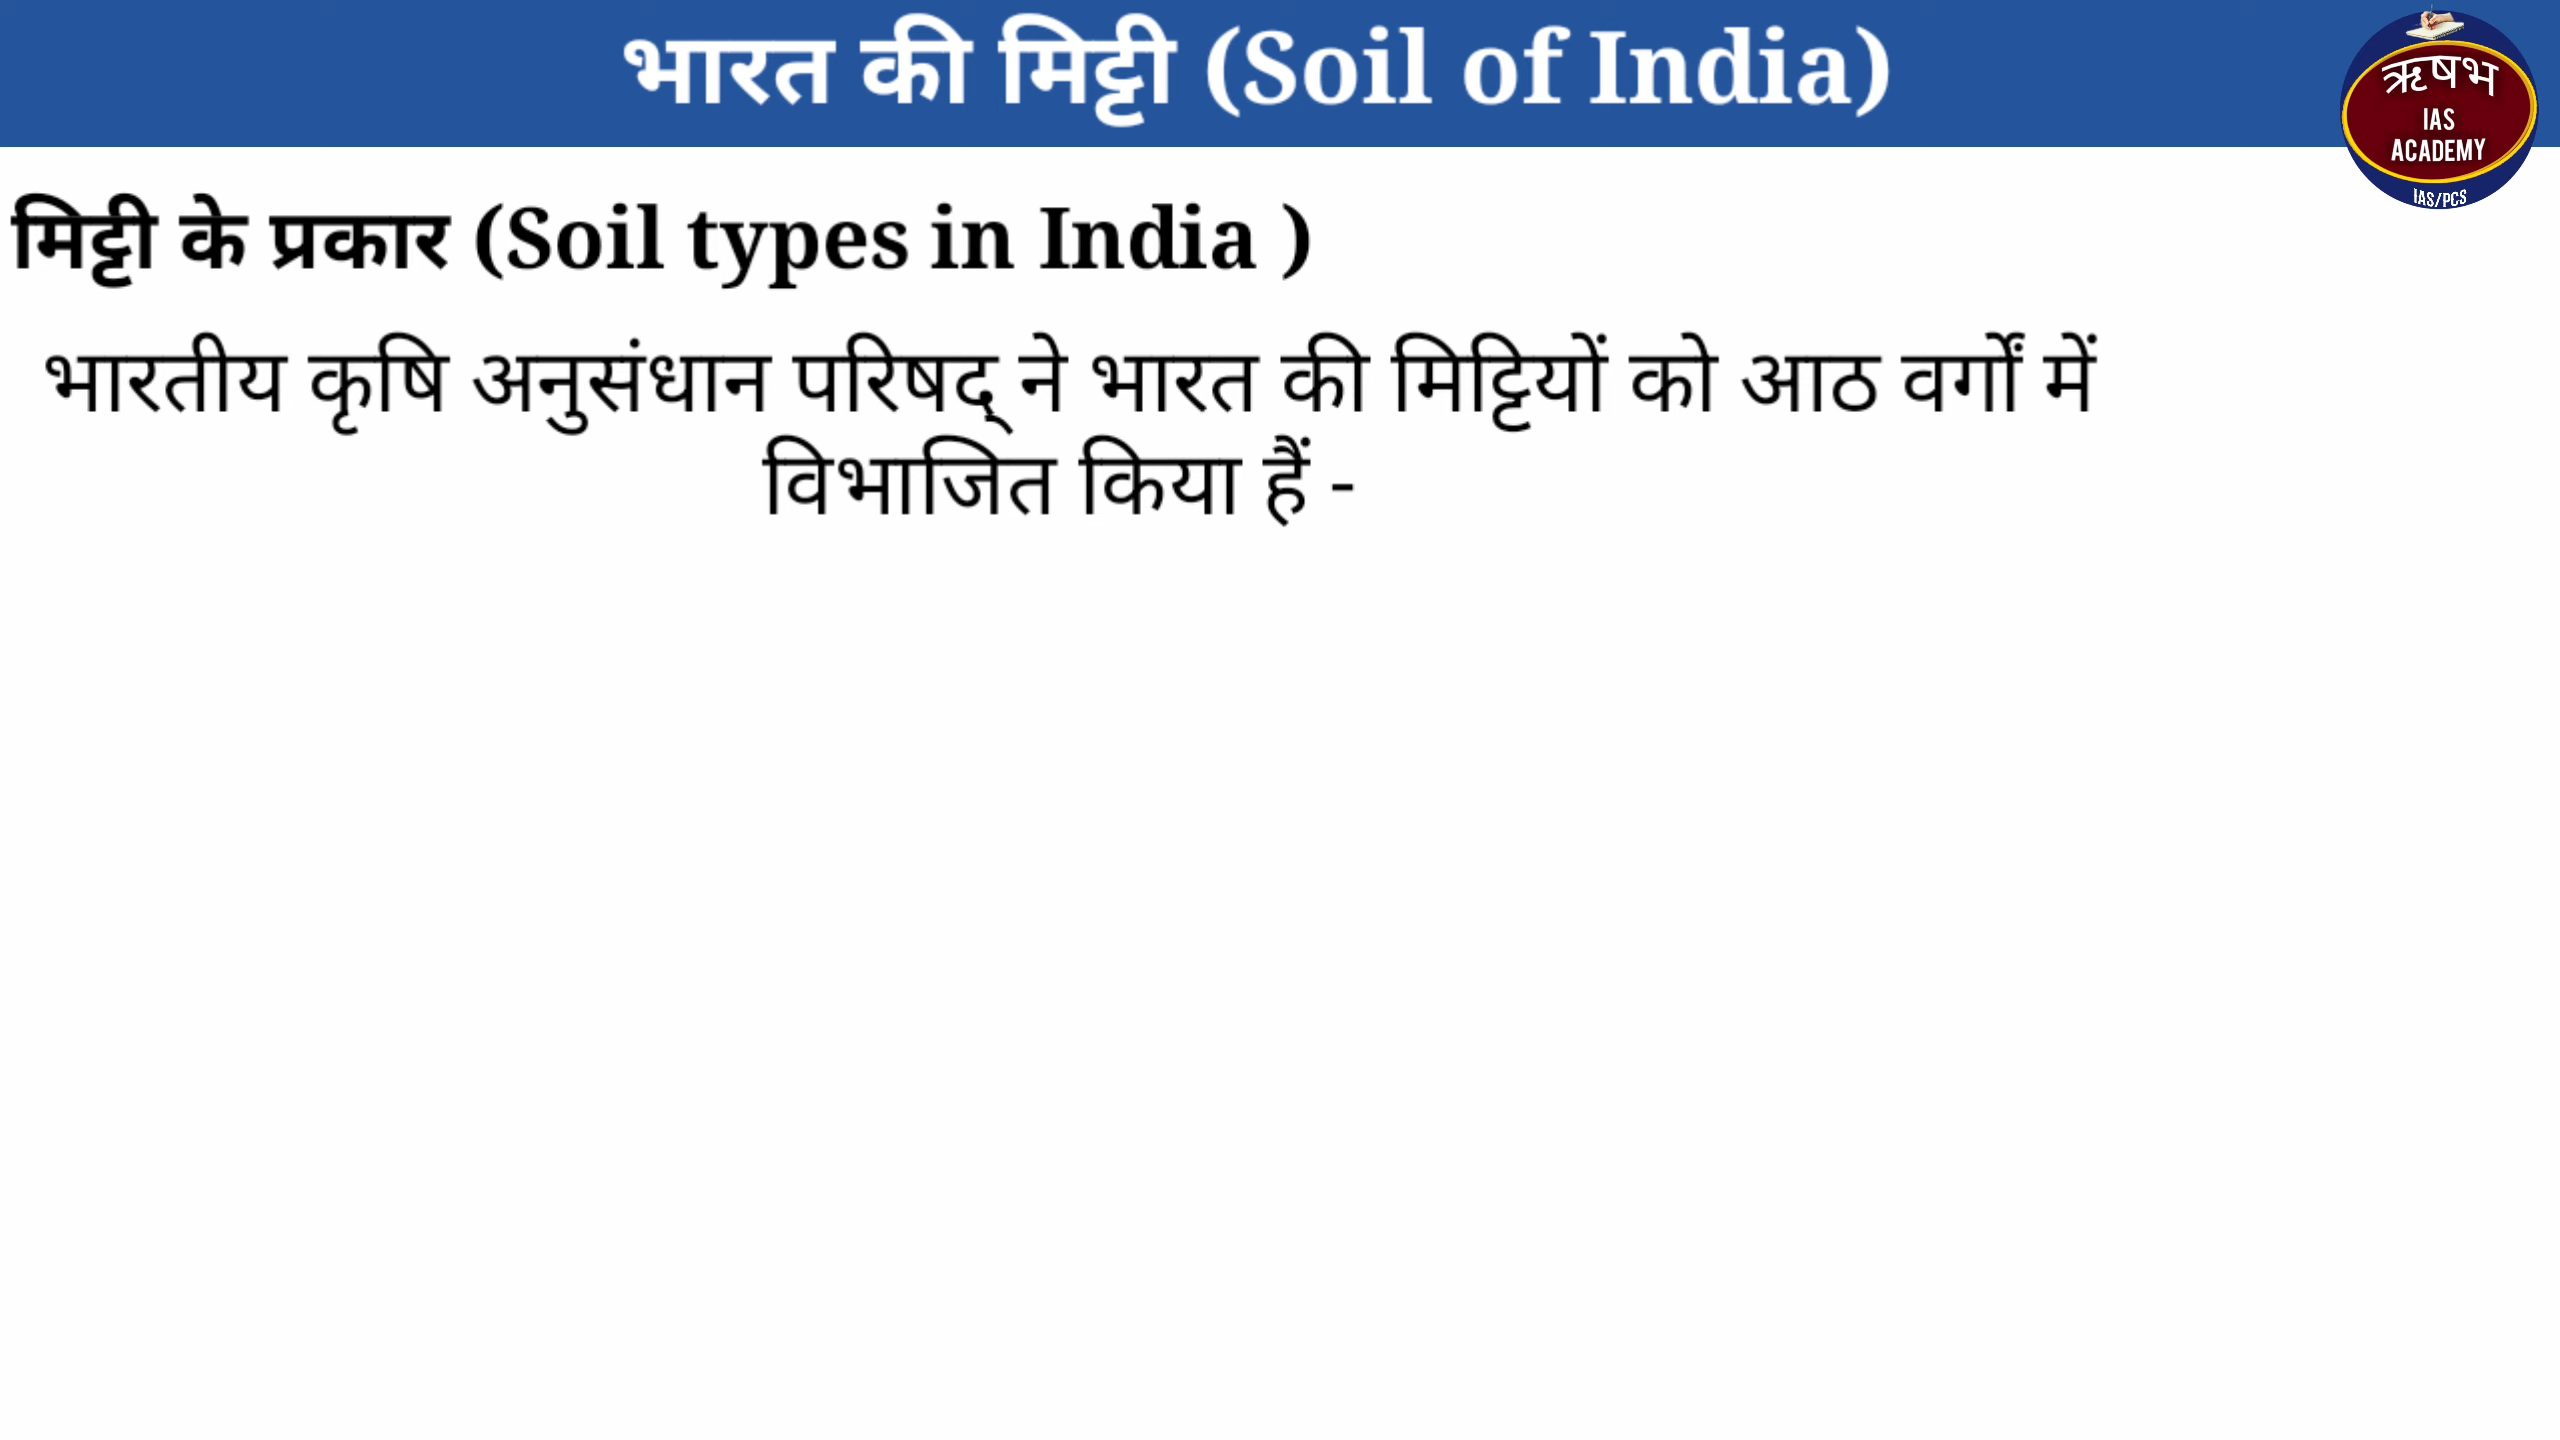 भारत की मिट्टी (Soil of India)
ऋषभ
IAS
ACADEMY
IAS/PCS
मिट्टी के प्रकार (Soil types in India )
भारतीय कृषि अनुसंधान परिषद् ने भारत की मिट्टियों को आठ वर्गों में
विभाजित किया हैं -